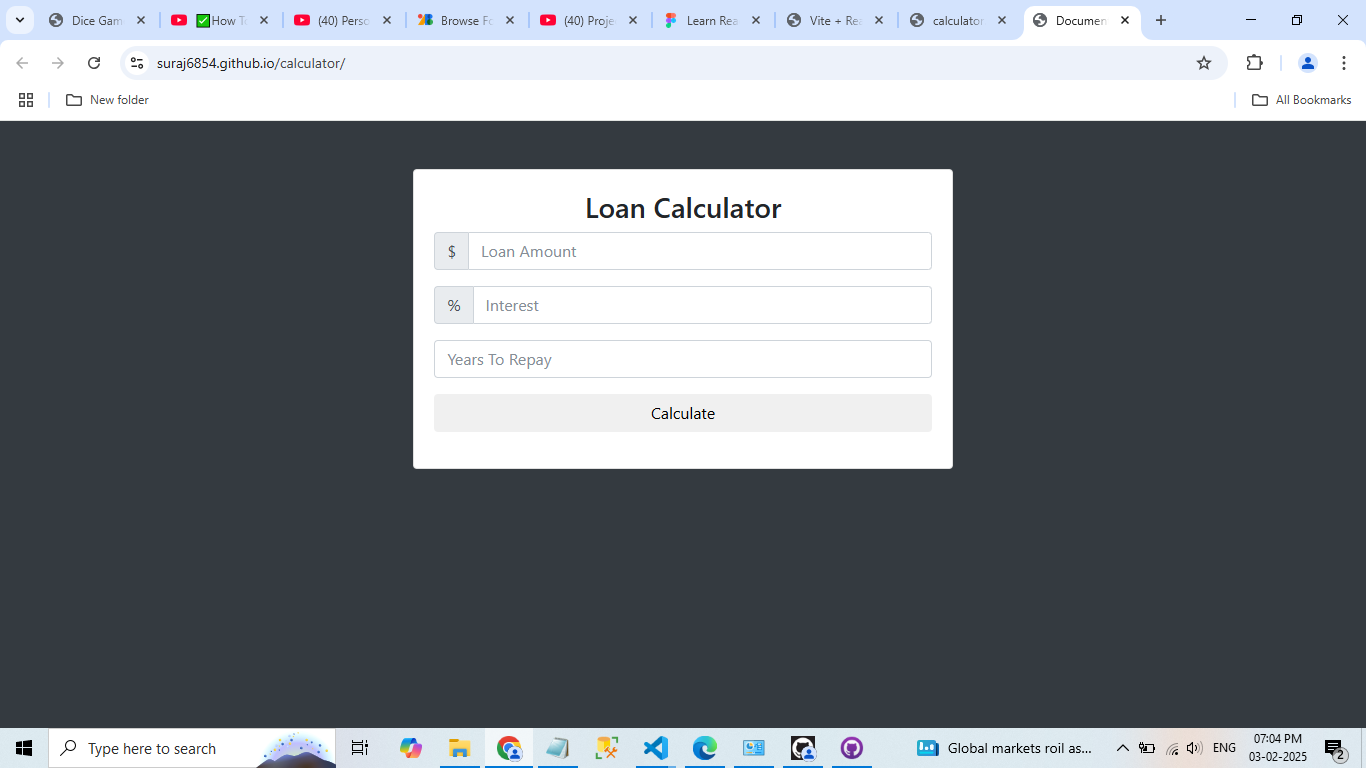 Dice Gam
✅How T
(40) Perso
Browse Fo
(40) Proje
Learn Rea
Vite + Rea
calculator
Documen
suraj6854.github.io/calculator/
New folder
All Bookmarks
Loan Calculator
$ Loan Amount
% Interest
Years To Repay
Calculate
Type here to search
Global markets roil as...
ENG
07:04 PM
03-02-2025
2